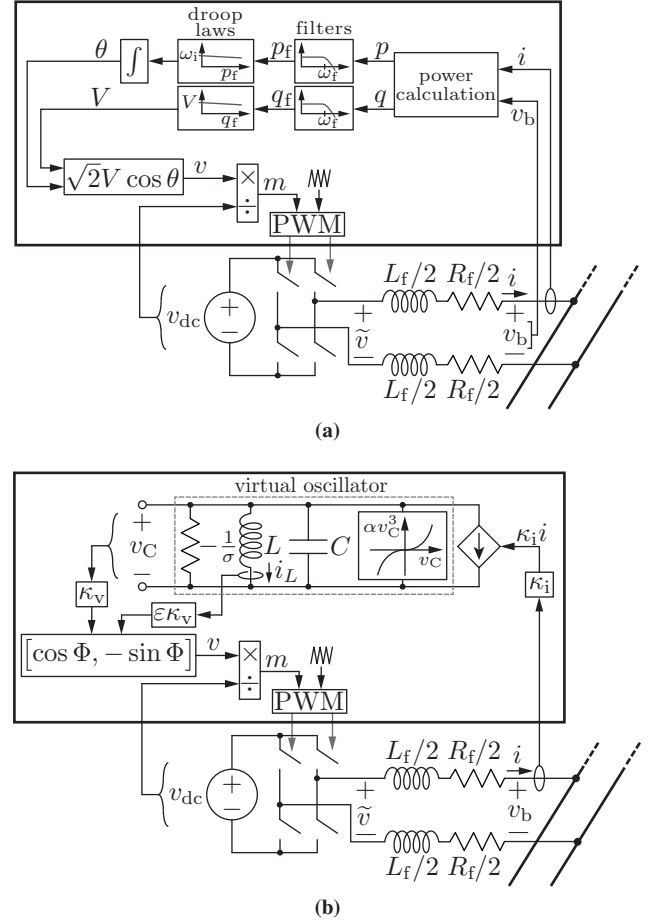 droop laws
filters
θ
∫
ω_i
p_f
p_f
ω_f
p
power calculation
i
V
V
q_f
q_f
ω_f
q
v_b
√2V cos θ
v
×
÷
m
PWM
v_dc
+
−
L_f/2 R_f/2 i
+
ṽ
−
+
v_b
−
L_f/2 R_f/2
(a)
virtual oscillator
+
v_C
−
−1/σ
L
i_L
C
αv_C^3
v_C
κ_i i
κ_i
κ_v
εκ_v
[cos Φ, − sin Φ]
v
×
÷
m
PWM
v_dc
+
−
L_f/2 R_f/2 i
+
ṽ
−
+
v_b
−
L_f/2 R_f/2
(b)